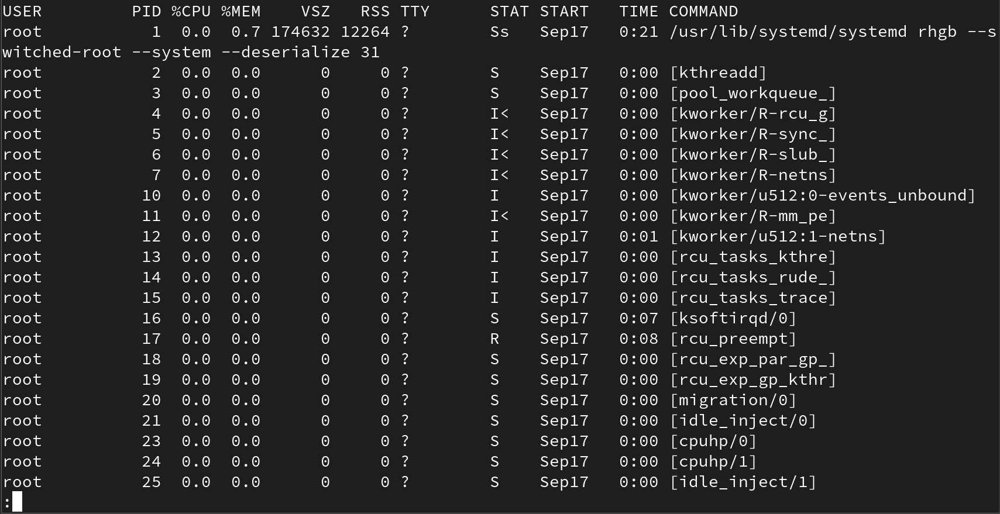 USER         PID %CPU %MEM    VSZ   RSS TTY      STAT START   TIME COMMAND
root           1  0.0  0.7 174632 12264 ?        Ss   Sep17   0:21 /usr/lib/systemd/systemd rhgb --s
witched-root --system --deserialize 31
root           2  0.0  0.0      0     0 ?        S    Sep17   0:00 [kthreadd]
root           3  0.0  0.0      0     0 ?        S    Sep17   0:00 [pool_workqueue_]
root           4  0.0  0.0      0     0 ?        I<   Sep17   0:00 [kworker/R-rcu_g]
root           5  0.0  0.0      0     0 ?        I<   Sep17   0:00 [kworker/R-sync_]
root           6  0.0  0.0      0     0 ?        I<   Sep17   0:00 [kworker/R-slub_]
root           7  0.0  0.0      0     0 ?        I<   Sep17   0:00 [kworker/R-netns]
root          10  0.0  0.0      0     0 ?        I    Sep17   0:00 [kworker/u512:0-events_unbound]
root          11  0.0  0.0      0     0 ?        I<   Sep17   0:00 [kworker/R-mm_pe]
root          12  0.0  0.0      0     0 ?        I    Sep17   0:01 [kworker/u512:1-netns]
root          13  0.0  0.0      0     0 ?        I    Sep17   0:00 [rcu_tasks_kthre]
root          14  0.0  0.0      0     0 ?        I    Sep17   0:00 [rcu_tasks_rude_]
root          15  0.0  0.0      0     0 ?        I    Sep17   0:00 [rcu_tasks_trace]
root          16  0.0  0.0      0     0 ?        S    Sep17   0:07 [ksoftirqd/0]
root          17  0.0  0.0      0     0 ?        R    Sep17   0:08 [rcu_preempt]
root          18  0.0  0.0      0     0 ?        S    Sep17   0:00 [rcu_exp_par_gp_]
root          19  0.0  0.0      0     0 ?        S    Sep17   0:00 [rcu_exp_gp_kthr]
root          20  0.0  0.0      0     0 ?        S    Sep17   0:00 [migration/0]
root          21  0.0  0.0      0     0 ?        S    Sep17   0:00 [idle_inject/0]
root          23  0.0  0.0      0     0 ?        S    Sep17   0:00 [cpuhp/0]
root          24  0.0  0.0      0     0 ?        S    Sep17   0:00 [cpuhp/1]
root          25  0.0  0.0      0     0 ?        S    Sep17   0:00 [idle_inject/1]
: